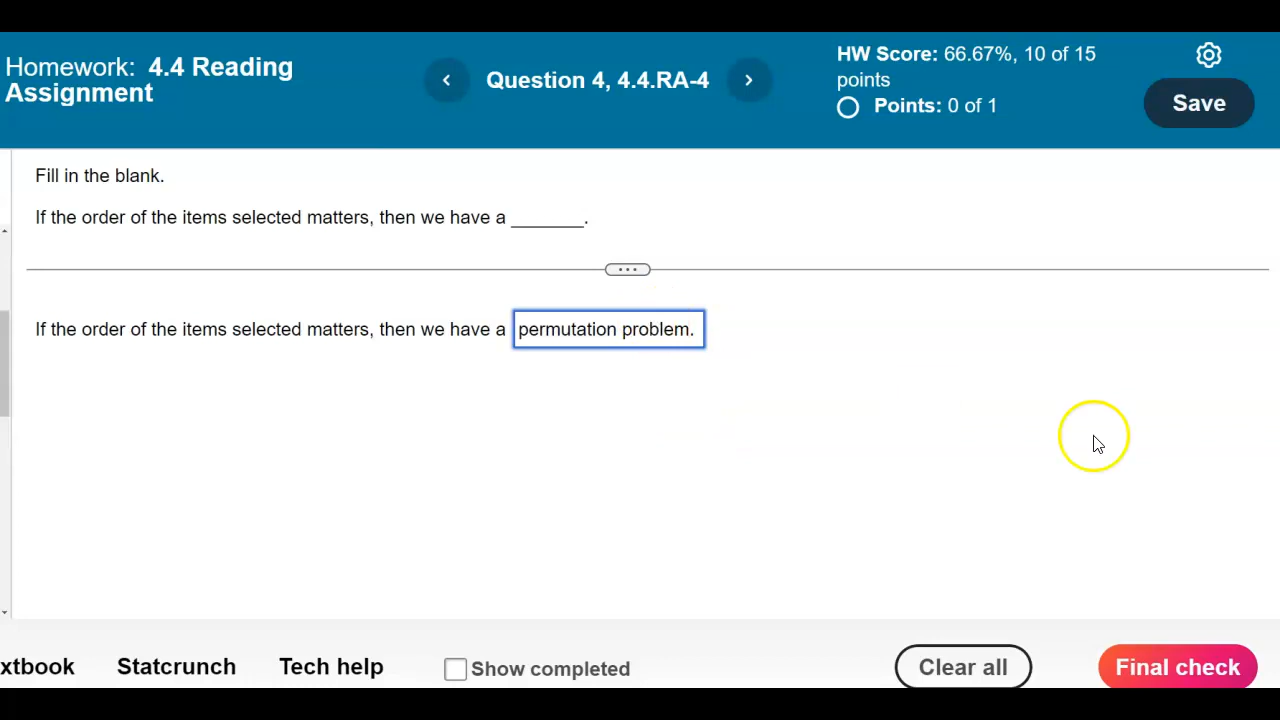 Homework: 4.4 Reading
Assignment
‹
Question 4, 4.4.RA-4
›
HW Score: 66.67%, 10 of 15
points
Points: 0 of 1
Save
Fill in the blank.
If the order of the items selected matters, then we have a ________.
If the order of the items selected matters, then we have a permutation problem.
xtbook
Statcrunch
Tech help
Show completed
Clear all
Final check